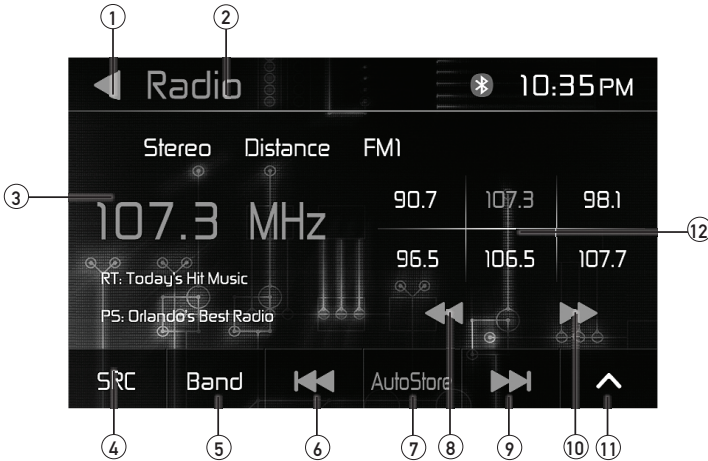 1 2
Radio 10:35 PM
Stereo Distance FM1
3
107.3 MHz
90.7 107.3 98.1
12
96.5 106.5 107.7
RT: Today's Hit Music
PS: Orlando's Best Radio
SRC Band AutoStore
4 5 6 7 8 9 10 11